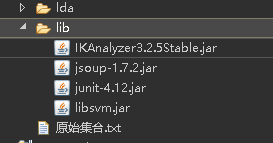 lda
lib
IKAnalyzer3.2.5Stable.jar
jsoup-1.7.2.jar
junit-4.12.jar
libsvm.jar
原始集合.txt